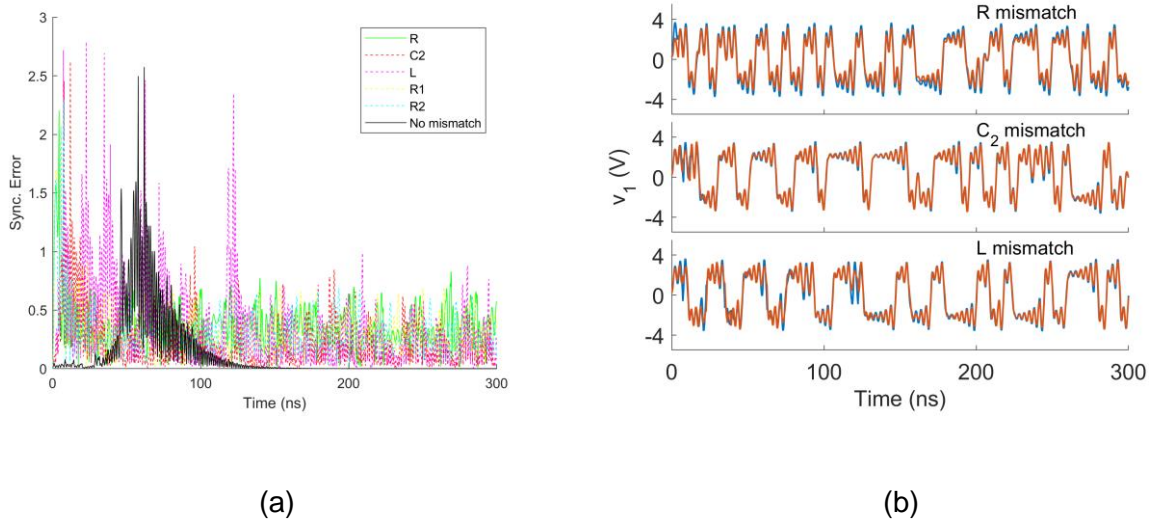 3
2.5
2
1.5
1
0.5
0
Sync. Error
R
C2
L
R1
R2
No mismatch
0 100 200 300
Time (ns)
(a)
R mismatch
4
0
-4
C2 mismatch
4
0
-4
v1 (V)
L mismatch
4
0
-4
0 100 200 300
Time (ns)
(b)